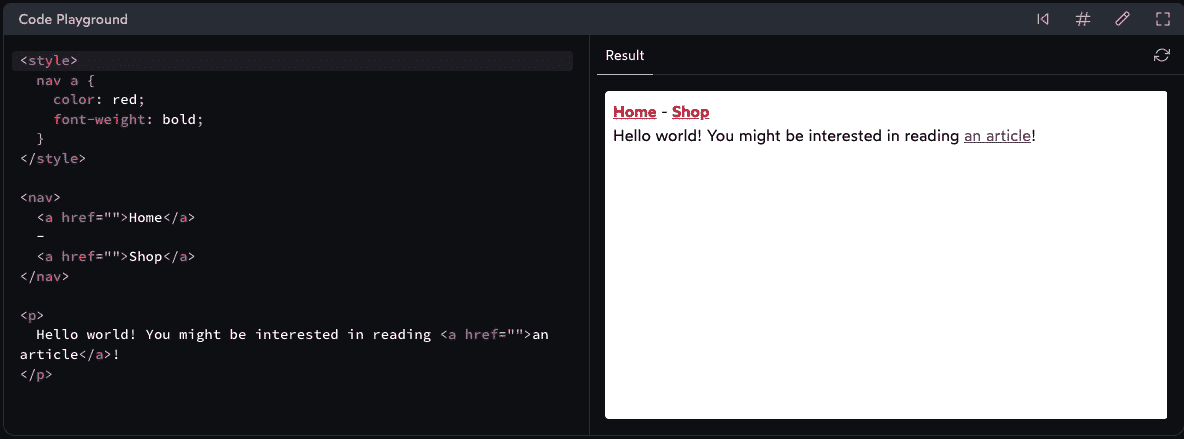 Code Playground
<style>
  nav a {
    color: red;
    font-weight: bold;
  }
</style>

<nav>
  <a href="">Home</a>
  -
  <a href="">Shop</a>
</nav>

<p>
  Hello world! You might be interested in reading <a href="">an
article</a>!
</p>
Result
Home - Shop
Hello world! You might be interested in reading an article!